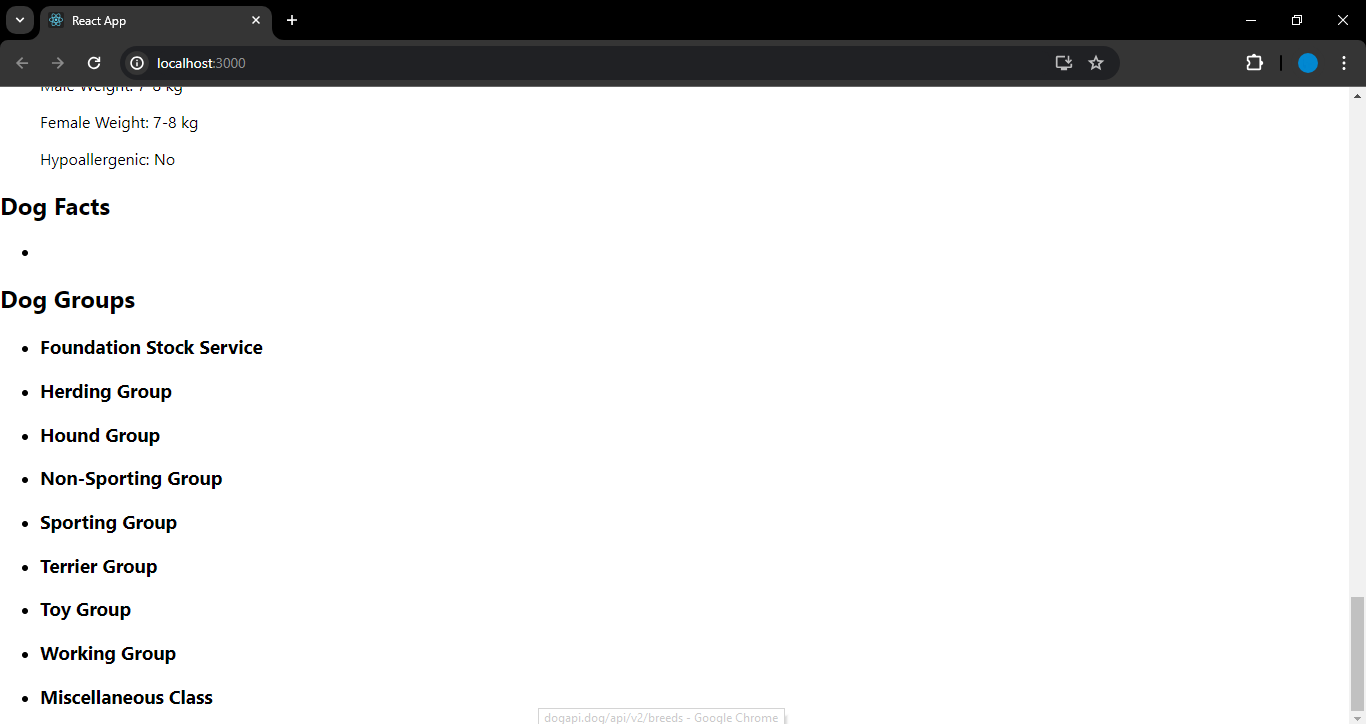 React App
localhost:3000
Male Weight: 7-8 kg
Female Weight: 7-8 kg
Hypoallergenic: No
Dog Facts
Dog Groups
Foundation Stock Service
Herding Group
Hound Group
Non-Sporting Group
Sporting Group
Terrier Group
Toy Group
Working Group
Miscellaneous Class
dogapi.dog/api/v2/breeds - Google Chrome